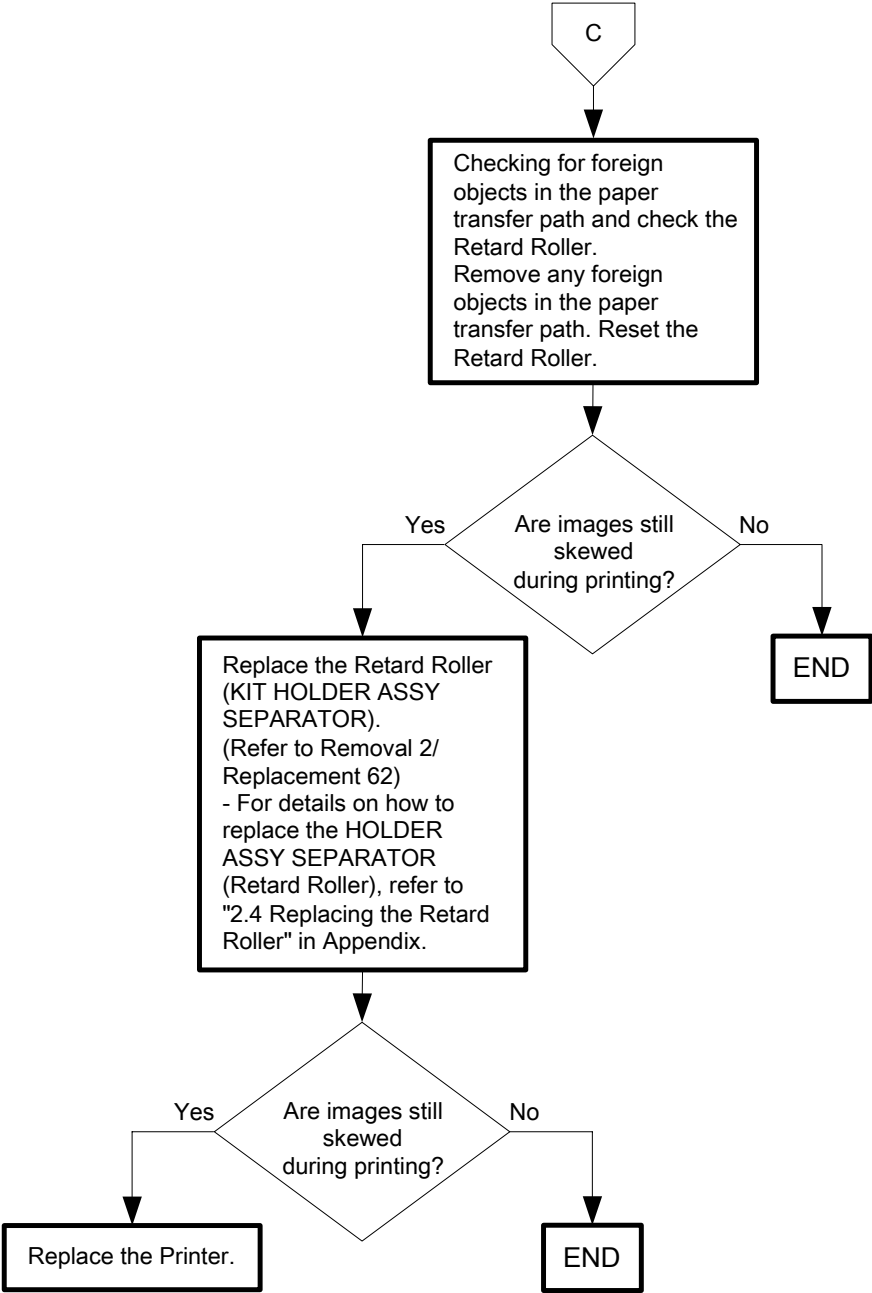 C
Checking for foreign
objects in the paper
transfer path and check the
Retard Roller.
Remove any foreign
objects in the paper
transfer path. Reset the
Retard Roller.
Yes
Are images still
skewed
during printing?
No
END
Replace the Retard Roller
(KIT HOLDER ASSY
SEPARATOR).
(Refer to Removal 2/
Replacement 62)
- For details on how to
replace the HOLDER
ASSY SEPARATOR
(Retard Roller), refer to
"2.4 Replacing the Retard
Roller" in Appendix.
Yes
Are images still
skewed
during printing?
No
Replace the Printer.
END